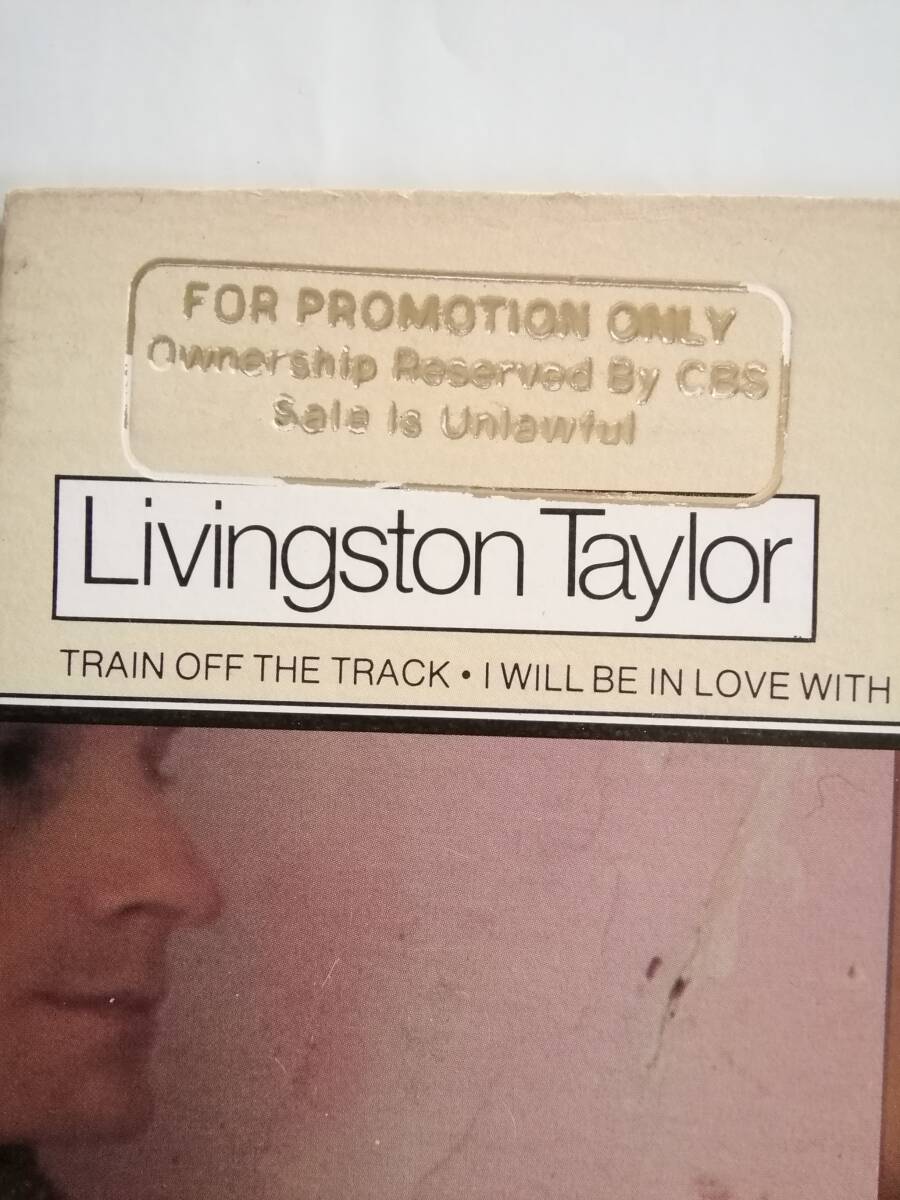 FOR PROMOTION ONLY
Ownership Reserved By CBS
Sale Is Unlawful
Livingston Taylor
TRAIN OFF THE TRACK • I WILL BE IN LOVE WITH